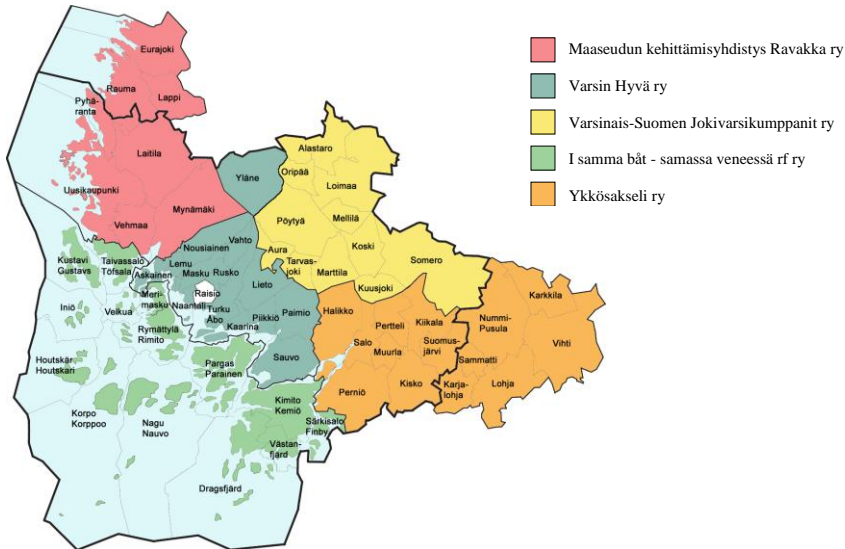 Maaseudun kehittämisyhdistys Ravakka ry
Varsin Hyvä ry
Varsinais-Suomen Jokivarsikumppanit ry
I samma båt - samassa veneessä rf ry
Ykkösakseli ry
Eurajoki
Rauma
Lappi
Pyhä-
ranta
Laitila
Uusikaupunki
Mynämäki
Vehmaa
Yläne
Alastaro
Oripää
Loimaa
Pöytyä
Mellilä
Koski
Aura
Tarvas-
joki
Marttila
Somero
Kuusjoki
Kustavi
Gustavs
Taivassalo
Töfsala
Askainen
Lemu
Masku
Nousiainen
Vahto
Rusko
Raisio
Lieto
Meri-
masku
Naantali
Turku
Åbo
Kaarina
Piikkiö
Paimio
Sauvo
Iniö
Velkua
Rymättylä
Rimito
Houtskär
Houtskari
Pargas
Parainen
Korpo
Korppoo
Nagu
Nauvo
Kimito
Kemiö
Särkisalo
Finby
Västan-
fjärd
Dragsfjärd
Halikko
Pertteli
Kiikala
Salo
Muurla
Suomus-
järvi
Perniö
Kisko
Nummi-
Pusula
Karkkila
Vihti
Sammatti
Karja-
lohja
Lohja